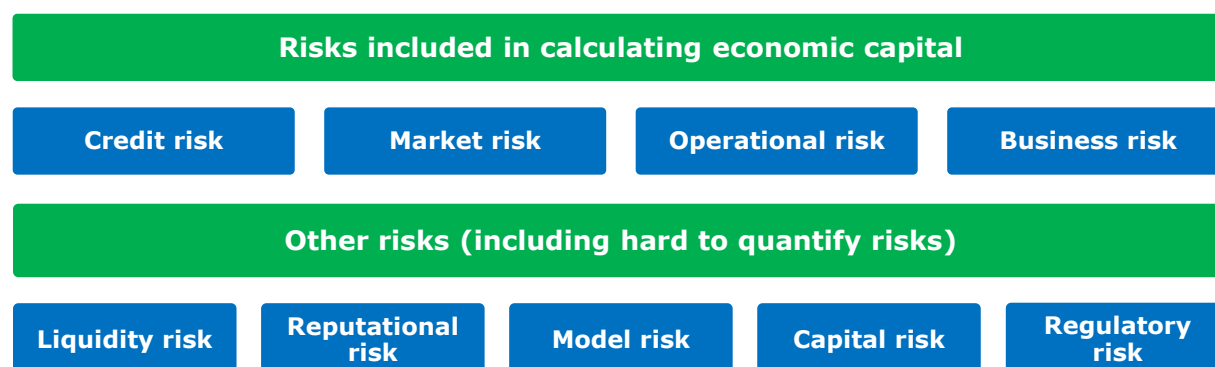 Risks included in calculating economic capital
Credit risk
Market risk
Operational risk
Business risk
Other risks (including hard to quantify risks)
Liquidity risk
Reputational
risk
Model risk
Capital risk
Regulatory
risk